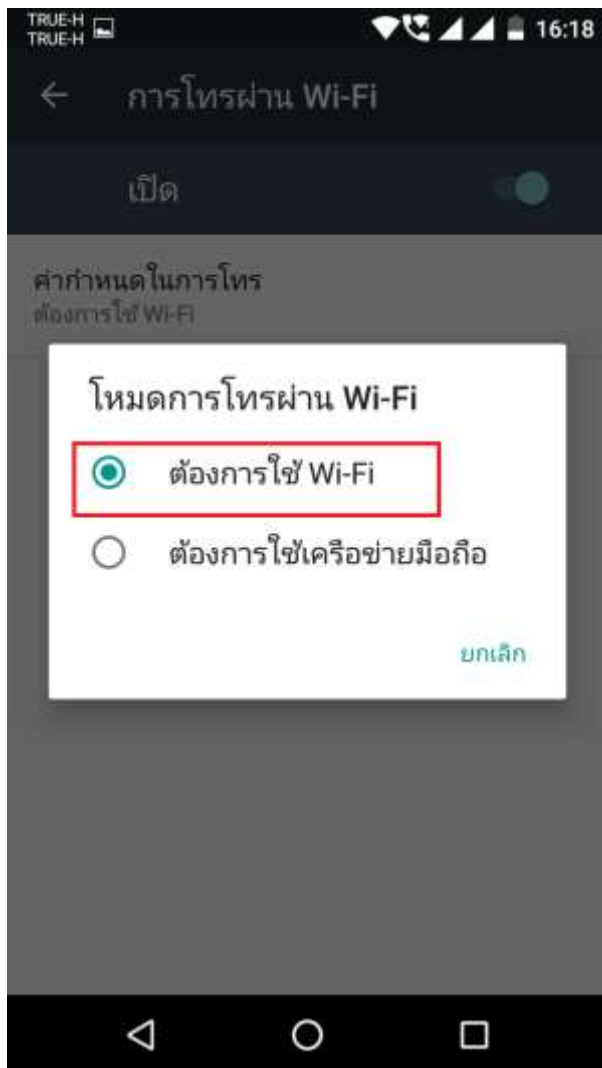 TRUE-H
TRUE-H
16:18
การโทรผ่าน Wi-Fi
เปิด
ค่ากำหนดในการโทร
ต้องการใช้ Wi-Fi
โหมดการโทรผ่าน Wi-Fi
ต้องการใช้ Wi-Fi
ต้องการใช้เครือข่ายมือถือ
ยกเลิก